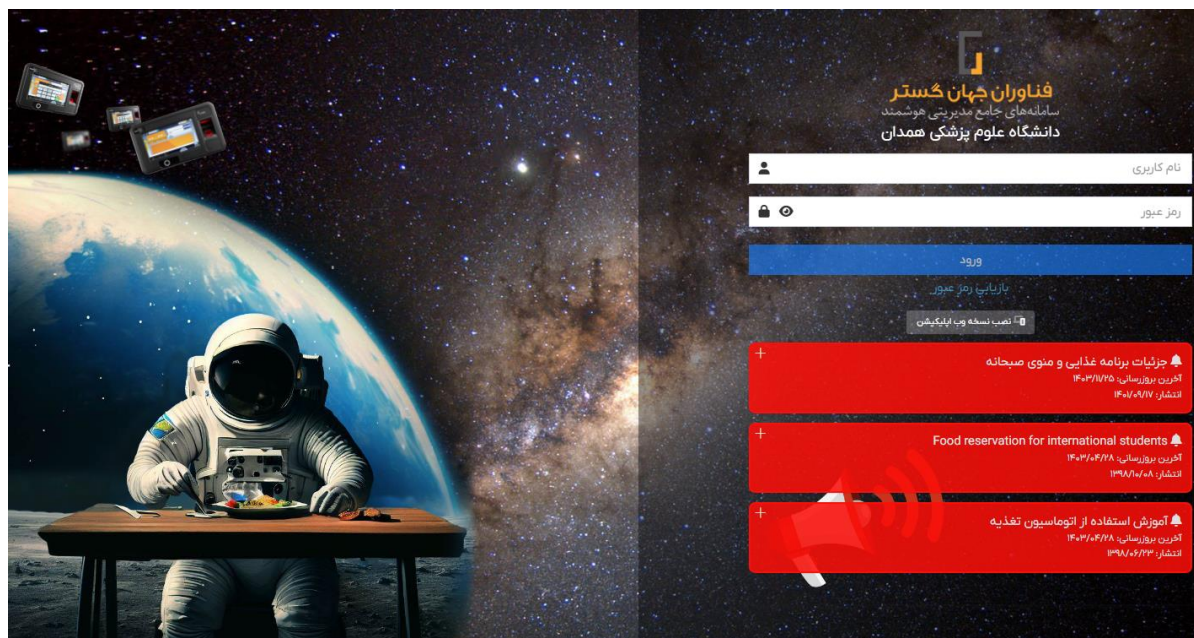 فناوران جهان گستر
سامانه‌های جامع مدیریتی هوشمند
دانشگاه علوم پزشکی همدان
نام کاربری
رمز عبور
ورود
بازیابی رمز عبور
نصب نسخه وب اپلیکیشن
جزئیات برنامه غذایی و منوی صبحانه
آخرین بروزرسانی: ۱۴۰۳/۱۱/۲۵
انتشار: ۱۴۰۱/۰۹/۱۷
Food reservation for international students
آخرین بروزرسانی: ۱۴۰۳/۰۴/۲۸
انتشار: ۱۳۹۸/۱۰/۰۸
آموزش استفاده از اتوماسیون تغذیه
آخرین بروزرسانی: ۱۴۰۳/۰۴/۲۸
انتشار: ۱۳۹۸/۰۶/۲۳